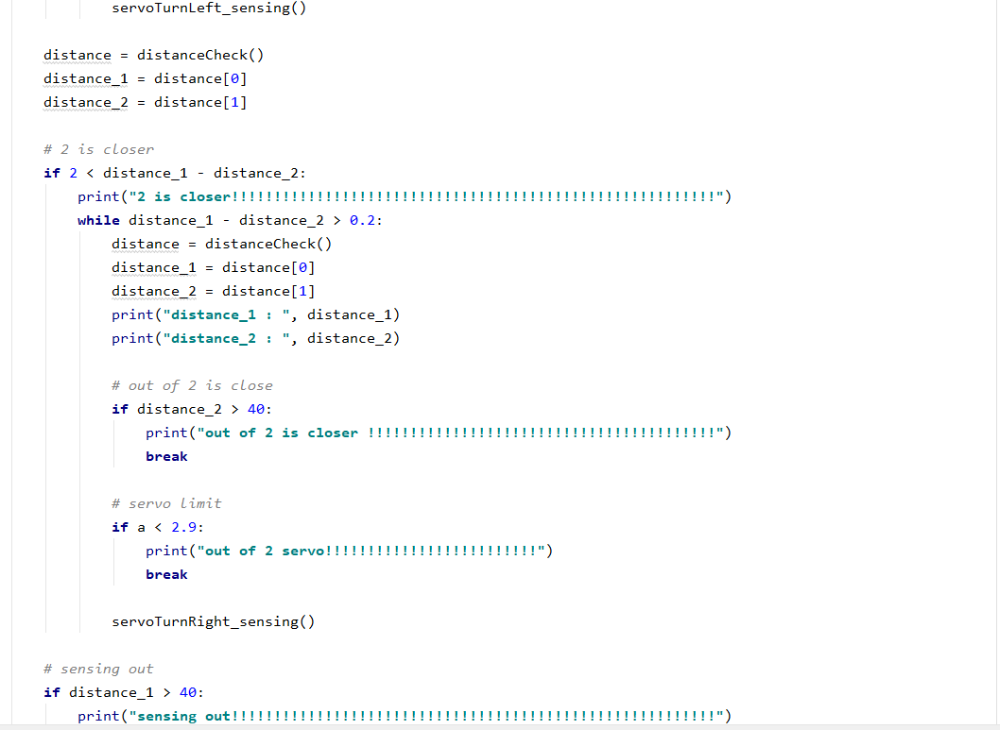 servoTurnLeft_sensing()
distance = distanceCheck()
distance_1 = distance[0]
distance_2 = distance[1]
# 2 is closer
if 2 < distance_1 - distance_2:
print("2 is closer!!!!!!!!!!!!!!!!!!!!!!!!!!!!!!!!!!!!!!!!!!!!!!!!!!!!!!!!!")
while distance_1 - distance_2 > 0.2:
distance = distanceCheck()
distance_1 = distance[0]
distance_2 = distance[1]
print("distance_1 : ", distance_1)
print("distance_2 : ", distance_2)
# out of 2 is close
if distance_2 > 40:
print("out of 2 is closer !!!!!!!!!!!!!!!!!!!!!!!!!!!!!!!!!!!!!!!!!")
break
# servo limit
if a < 2.9:
print("out of 2 servo!!!!!!!!!!!!!!!!!!!!!!!!!")
break
servoTurnRight_sensing()
# sensing out
if distance_1 > 40:
print("sensing out!!!!!!!!!!!!!!!!!!!!!!!!!!!!!!!!!!!!!!!!!!!!!!!!!!!!!!!!!")